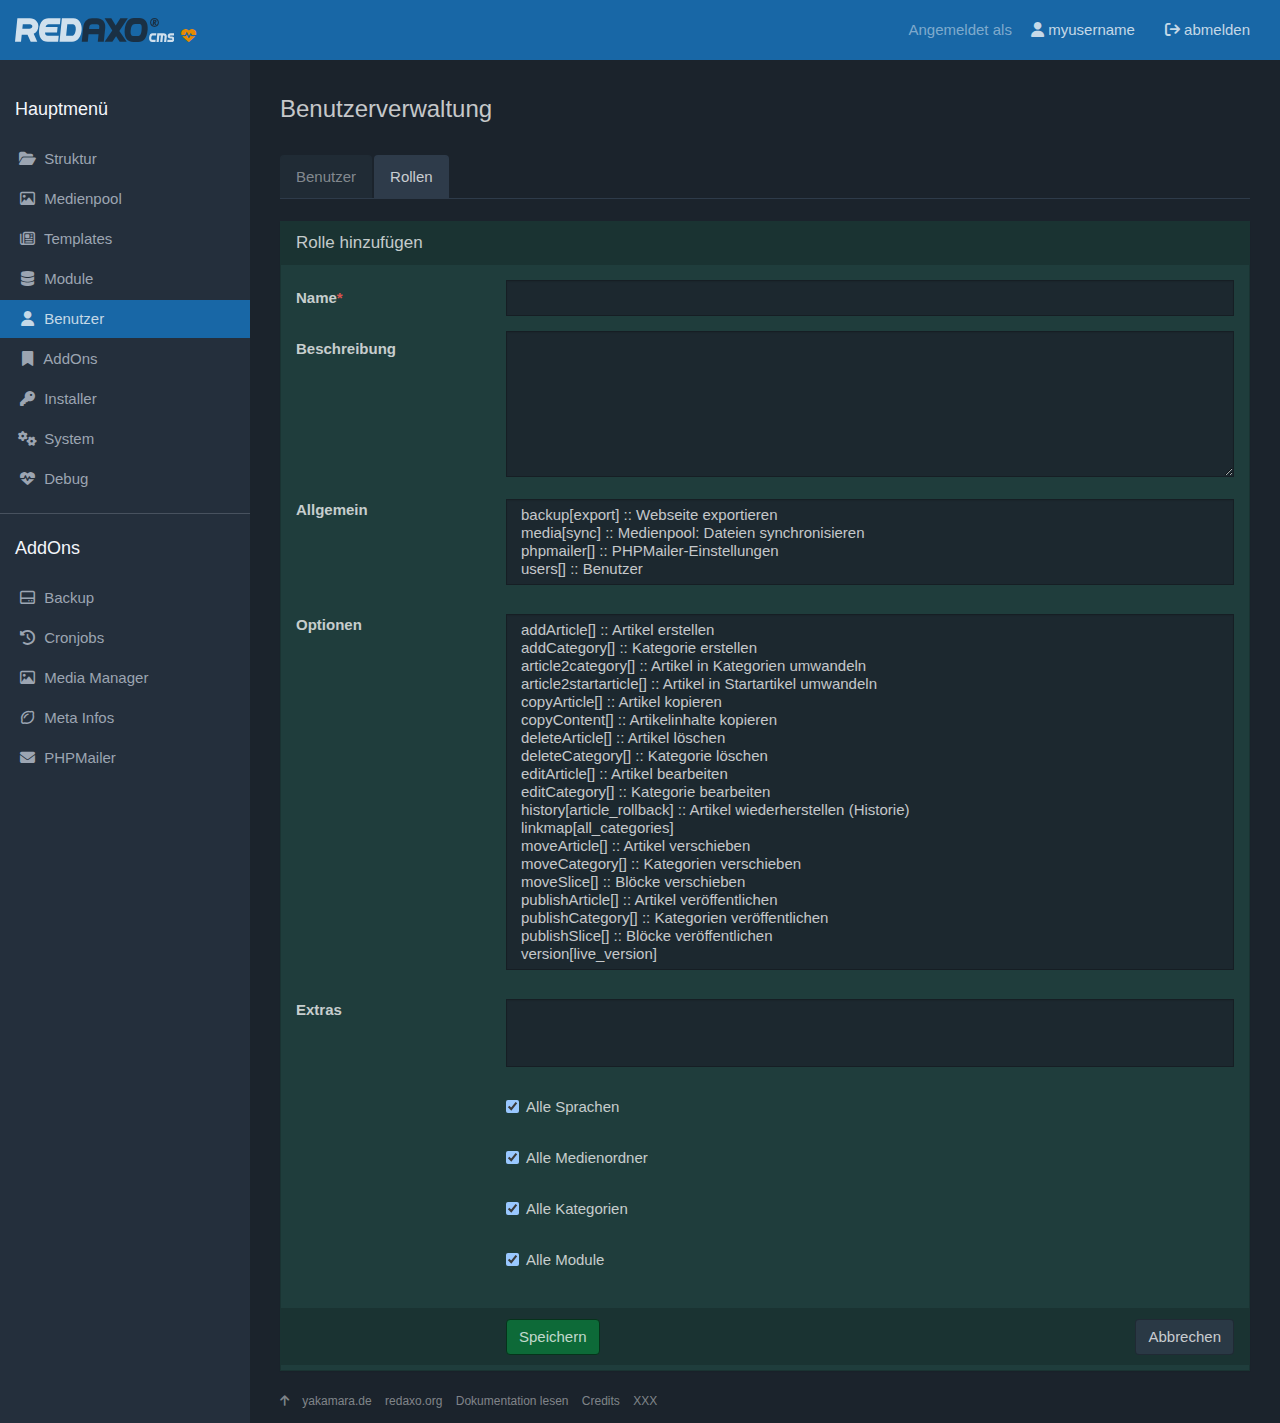 REDAXO® cms
Angemeldet als myusername abmelden
Hauptmenü
Struktur
Medienpool
Templates
Module
Benutzer
AddOns
Installer
System
Debug
AddOns
Backup
Cronjobs
Media Manager
Meta Infos
PHPMailer
Benutzerverwaltung
Benutzer Rollen
Rolle hinzufügen
Name*
Beschreibung
Allgemein
backup[export] :: Webseite exportieren
media[sync] :: Medienpool: Dateien synchronisieren
phpmailer[] :: PHPMailer-Einstellungen
users[] :: Benutzer
Optionen
addArticle[] :: Artikel erstellen
addCategory[] :: Kategorie erstellen
article2category[] :: Artikel in Kategorien umwandeln
article2startarticle[] :: Artikel in Startartikel umwandeln
copyArticle[] :: Artikel kopieren
copyContent[] :: Artikelinhalte kopieren
deleteArticle[] :: Artikel löschen
deleteCategory[] :: Kategorie löschen
editArticle[] :: Artikel bearbeiten
editCategory[] :: Kategorie bearbeiten
history[article_rollback] :: Artikel wiederherstellen (Historie)
linkmap[all_categories]
moveArticle[] :: Artikel verschieben
moveCategory[] :: Kategorien verschieben
moveSlice[] :: Blöcke verschieben
publishArticle[] :: Artikel veröffentlichen
publishCategory[] :: Kategorien veröffentlichen
publishSlice[] :: Blöcke veröffentlichen
version[live_version]
Extras
Alle Sprachen
Alle Medienordner
Alle Kategorien
Alle Module
Speichern Abbrechen
yakamara.de redaxo.org Dokumentation lesen Credits XXX